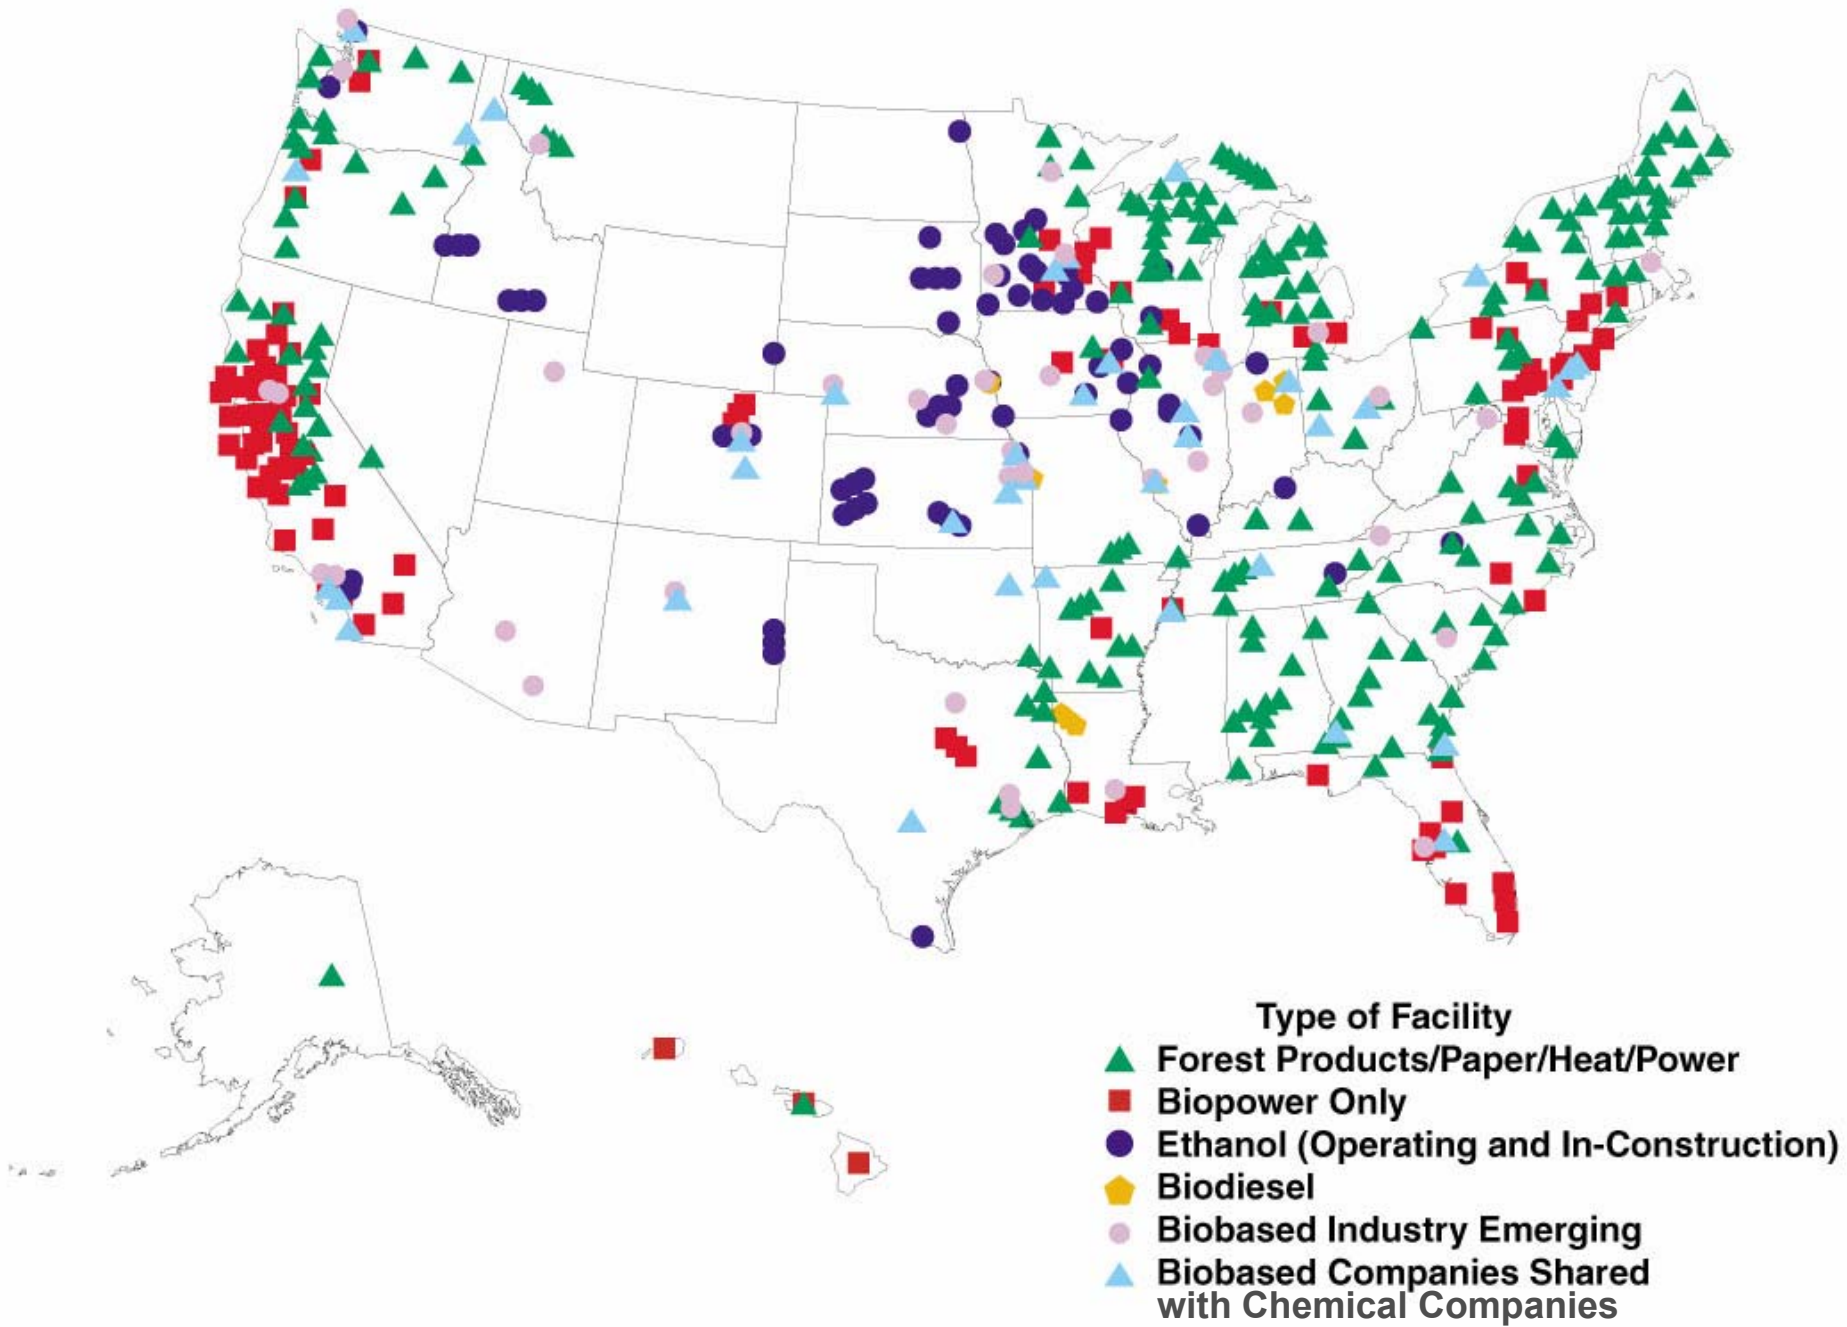 Type of Facility
Forest Products/Paper/Heat/Power
Biopower Only
Ethanol (Operating and In-Construction)
Biodiesel
Biobased Industry Emerging
Biobased Companies Shared
with Chemical Companies